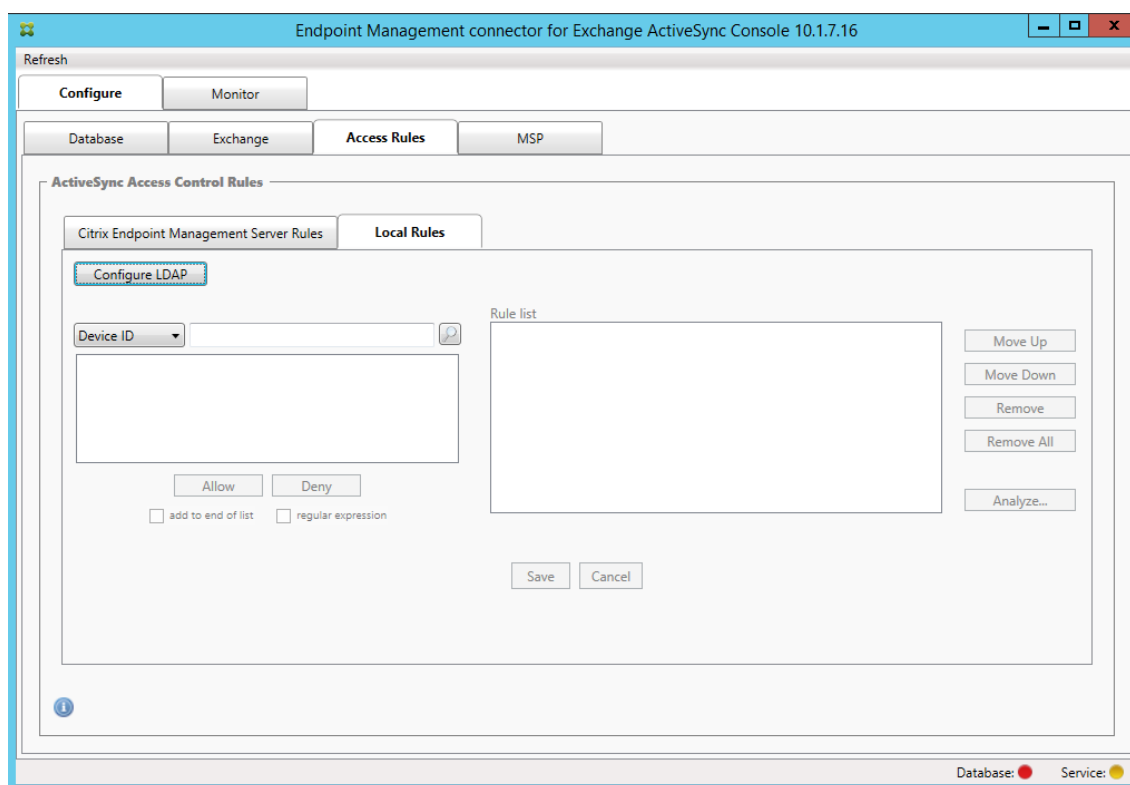 Endpoint Management connector for Exchange ActiveSync Console 10.1.7.16
Refresh
Configure Monitor
Database Exchange Access Rules MSP
ActiveSync Access Control Rules
Citrix Endpoint Management Server Rules Local Rules
Configure LDAP
Rule list
Device ID
Move Up
Move Down
Remove
Remove All
Allow Deny
Analyze...
add to end of list regular expression
Save Cancel
Database: Service: